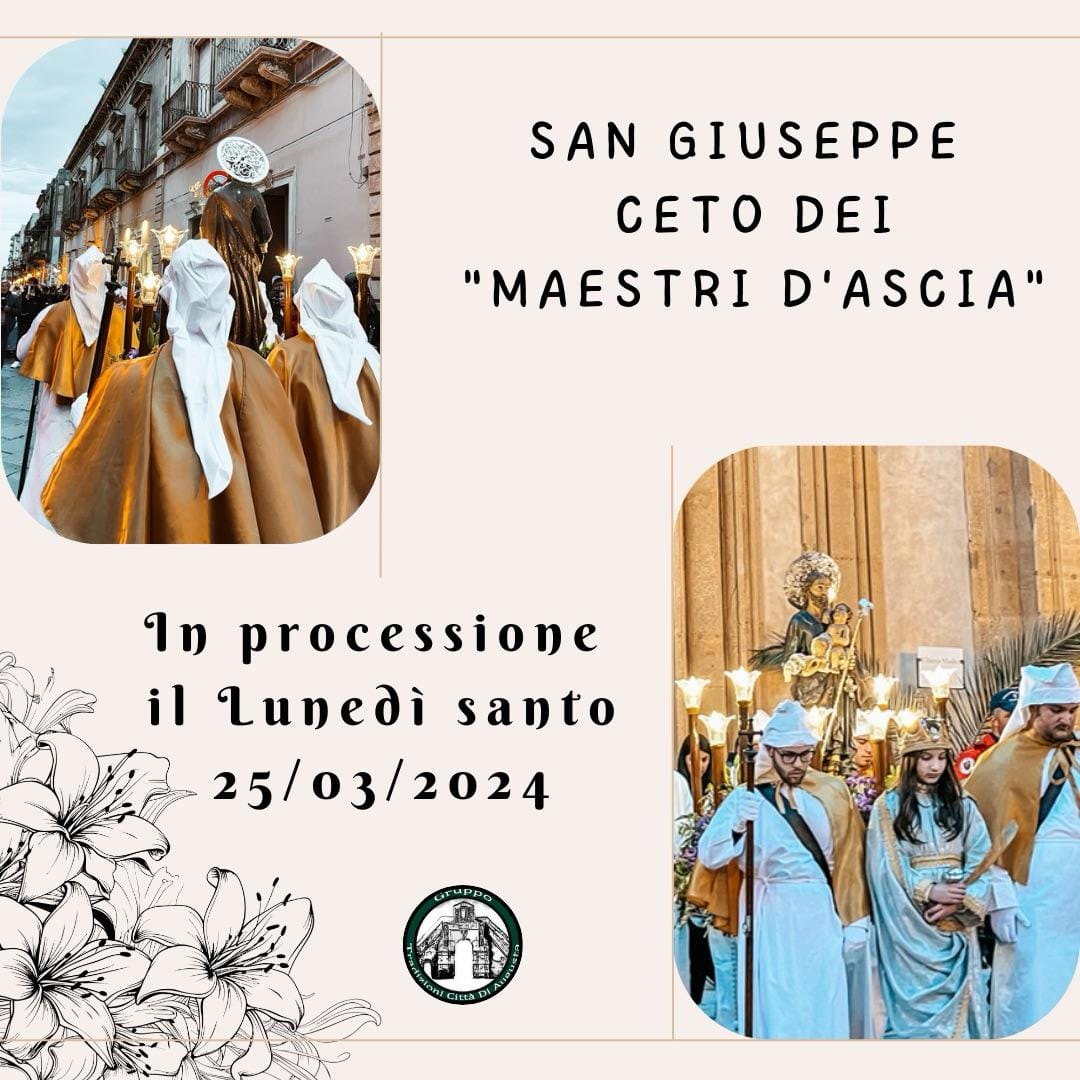 SAN GIUSEPPE
CETO DEI
"MAESTRI D'ASCIA"
In processione
il Lunedì santo
25/03/2024
Gruppo
Tradizioni Città Di Augusta